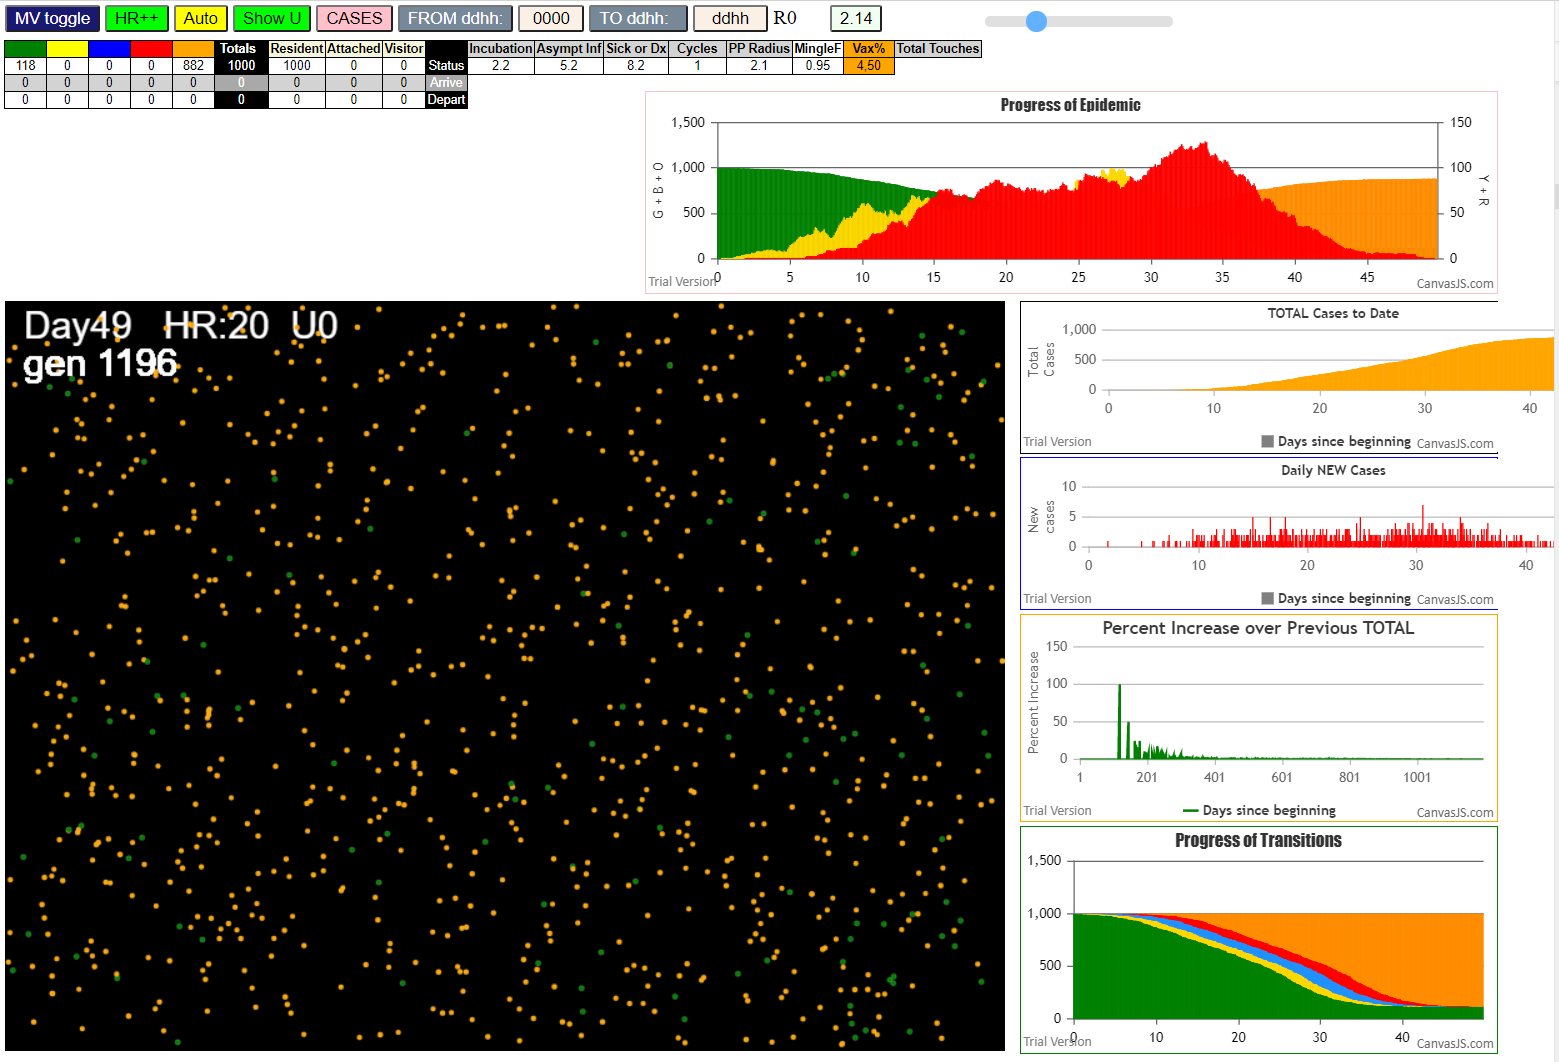 MV toggle HR++ Auto Show U CASES FROM ddhh: 0000 TO ddhh: ddhh R0 2.14
Totals Resident Attached Visitor Incubation Asympt Inf Sick or Dx Cycles PP Radius MingleF Vax% Total Touches
118 0 0 0 882 1000 1000 0 0 Status 2.2 5.2 8.2 1 2.1 0.95 4,50
0 0 0 0 0 0 0 0 0 Arrive
0 0 0 0 0 0 0 0 0 Depart
Progress of Epidemic
1,500 150
1,000 100
500 50
0 0
G + B + O
Y + R
0 5 10 15 20 25 30 35 40 45
Trial Version CanvasJS.com
Day49 HR:20 U0
gen 1196
TOTAL Cases to Date
1,000
500
0
Total
Cases
0 10 20 30 40
Days since beginning
Trial Version CanvasJS.com
Daily NEW Cases
10
5
0
New
cases
0 10 20 30 40
Days since beginning
Trial Version CanvasJS.com
Percent Increase over Previous TOTAL
150
100
50
0
Percent Increase
1 201 401 601 801 1001
Days since beginning
Trial Version CanvasJS.com
Progress of Transitions
1,500
1,000
500
0
0 10 20 30 40
Trial Version CanvasJS.com